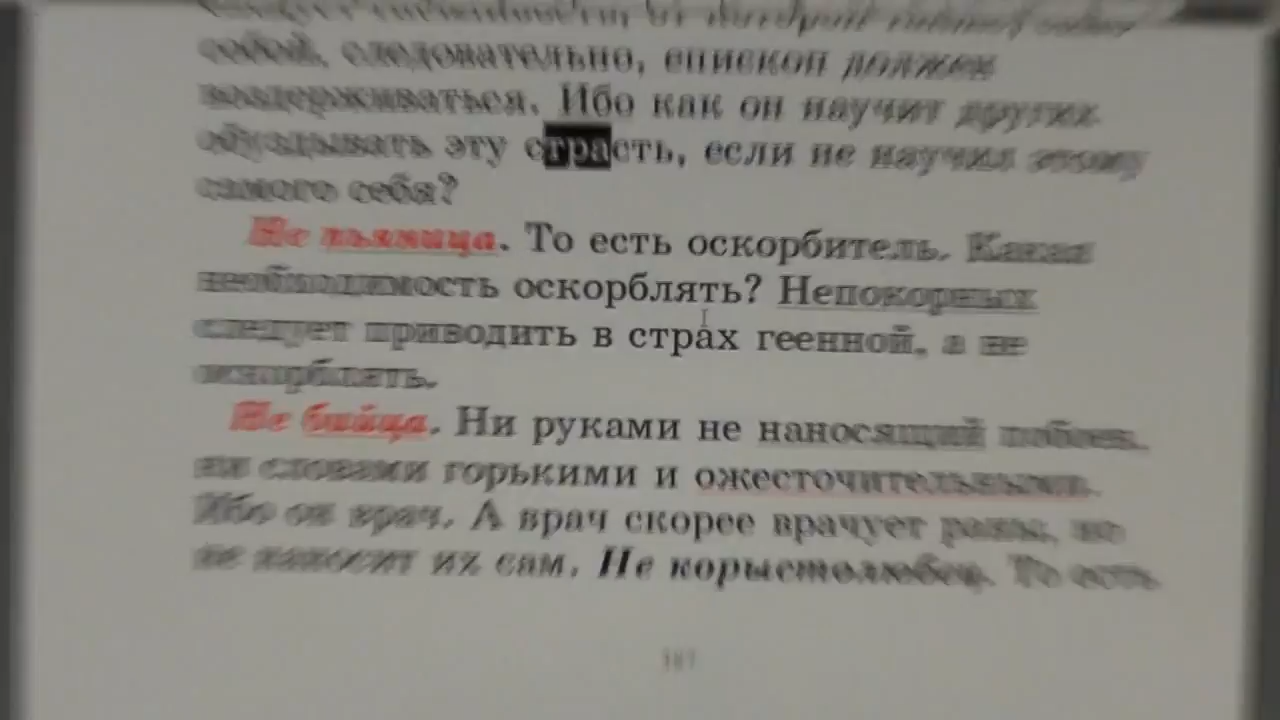 собой, следовательно, епископ должен
воздерживаться. Ибо как он научит других
обуздывать эту страсть, если не научил этому
самого себя?
Не пьяница. То есть оскорбитель. Какая
необходимость оскорблять? Непокорных
следует приводить в страх геенной, а не
оскорблять.
Не бийца. Ни руками не наносящий побоев,
ни словами горькими и ожесточительными.
Ибо он врач. А врач скорее врачует раны, но
не наносит их сам. Не корыстолюбец. То есть